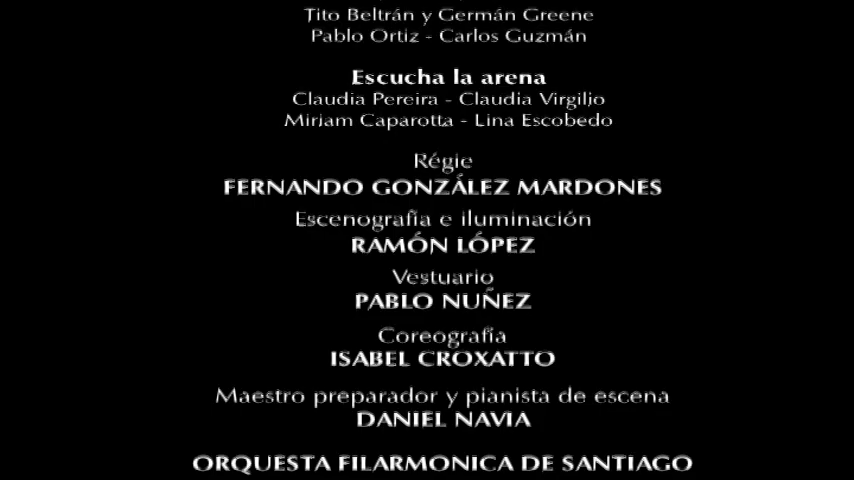 Tito Beltrán y Germán Greene
Pablo Ortiz - Carlos Guzmán
Escucha la arena
Claudia Pereira - Claudia Virgilio
Miriam Caparotta - Lina Escobedo
Régie
FERNANDO GONZÁLEZ MARDONES
Escenografía e iluminación
RAMÓN LÓPEZ
Vestuario
PABLO NUÑEZ
Coreografía
ISABEL CROXATTO
Maestro preparador y pianista de escena
DANIEL NAVIA
ORQUESTA FILARMONICA DE SANTIAGO